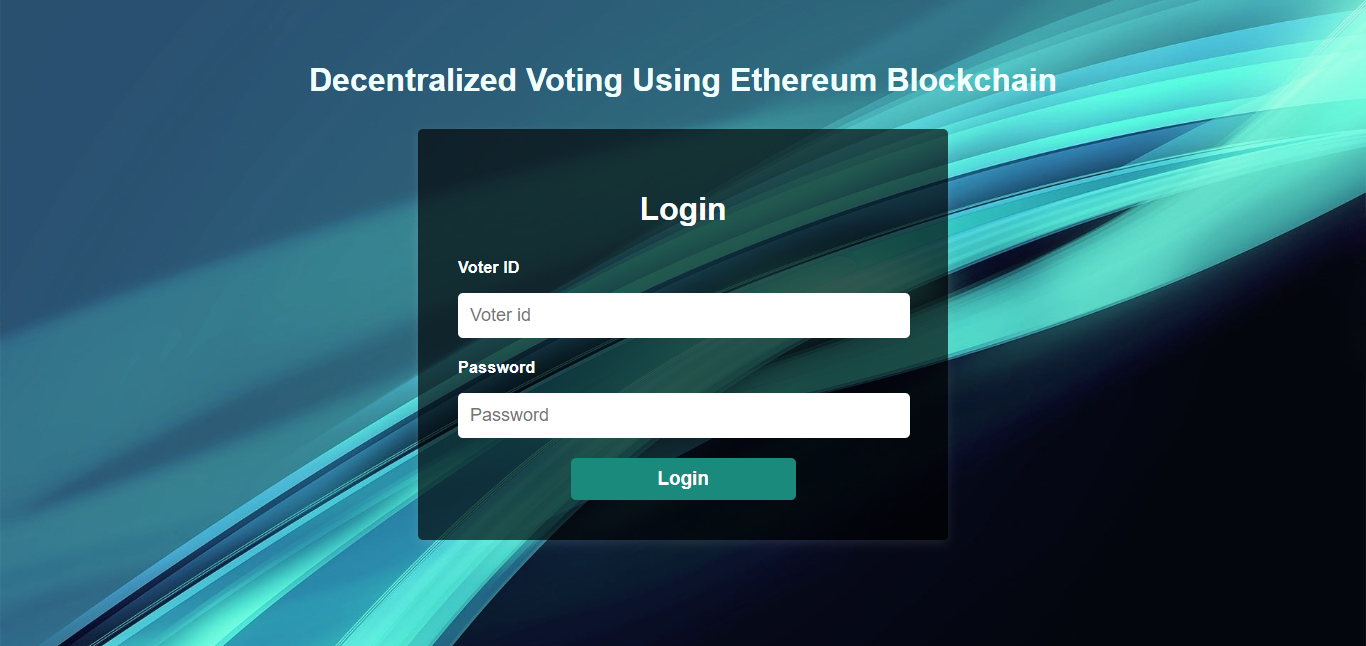 Decentralized Voting Using Ethereum Blockchain
Login
Voter ID
Voter id
Password
Password
Login